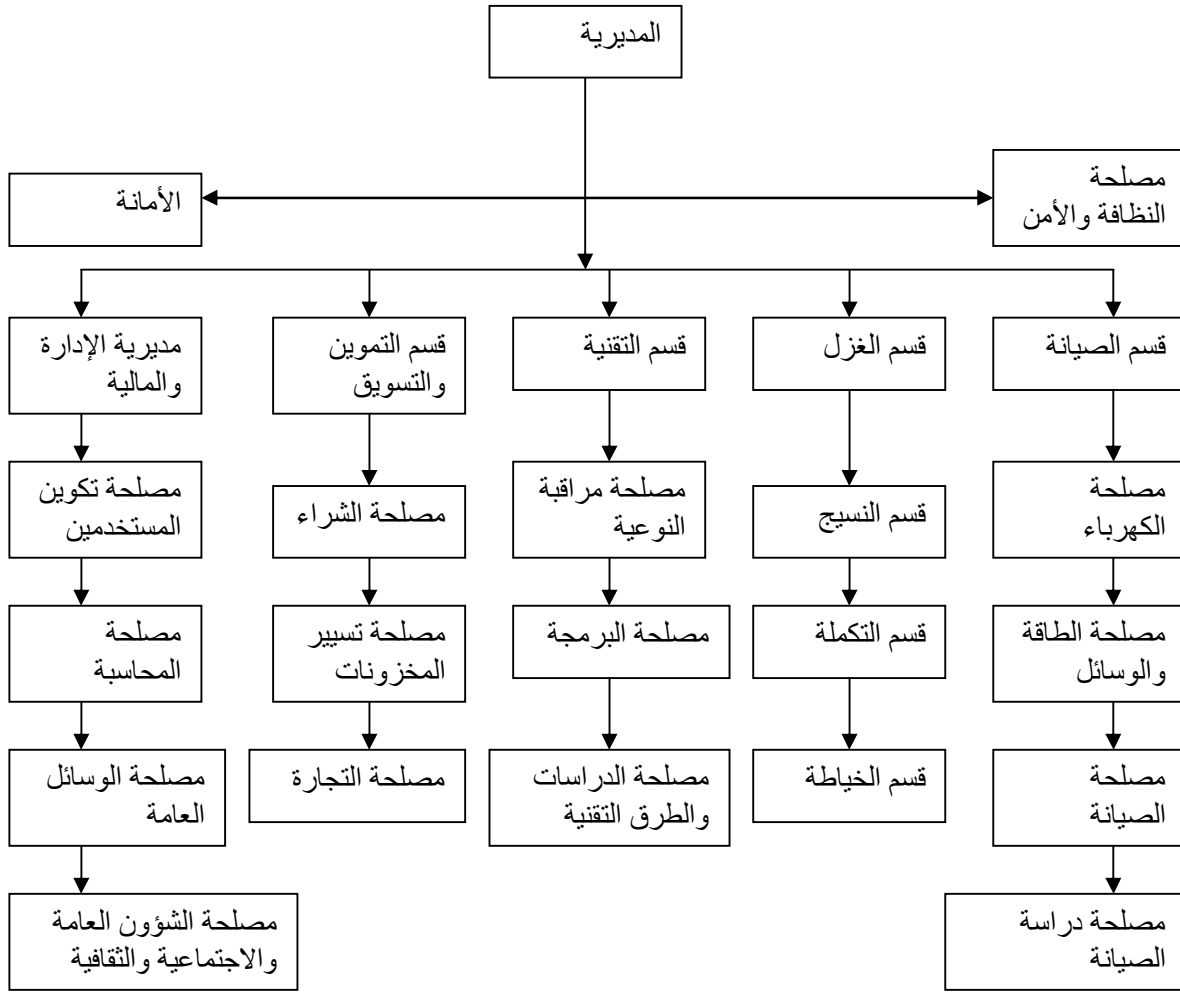 المديرية
مصلحة
النظافة والأمن
الأمانة
قسم الصيانة
قسم الغزل
قسم التقنية
قسم التموين
والتسويق
مديرية الإدارة
والمالية
مصلحة
الكهرباء
قسم النسيج
مصلحة مراقبة
النوعية
مصلحة الشراء
مصلحة تكوين
المستخدمين
مصلحة الطاقة
والوسائل
قسم التكملة
مصلحة البرمجة
مصلحة تسيير
المخزونات
مصلحة
المحاسبة
مصلحة
الصيانة
قسم الخياطة
مصلحة الدراسات
والطرق التقنية
مصلحة التجارة
مصلحة الوسائل
العامة
مصلحة دراسة
الصيانة
مصلحة الشؤون العامة
والاجتماعية والثقافية